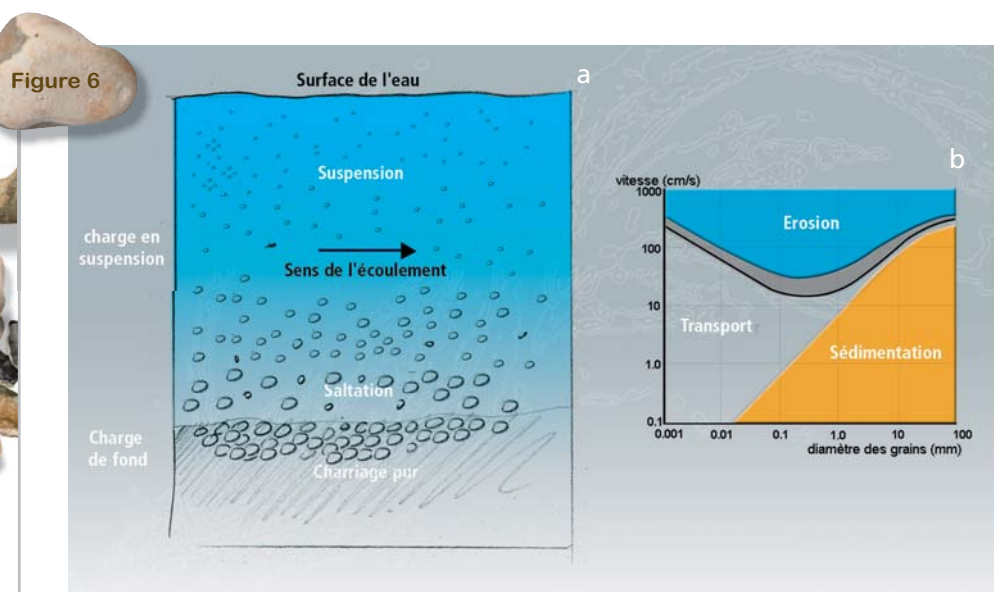 Figure 6
Surface de l'eau
a
Suspension
charge en
suspension
Sens de l'écoulement
Saltation
Charge
de fond
Charriage pur
b
vitesse (cm/s)
1000
Erosion
100
10
Transport
Sédimentation
1.0
0.1
0.001 0.01 0.1 1.0 10 100
diamètre des grains (mm)